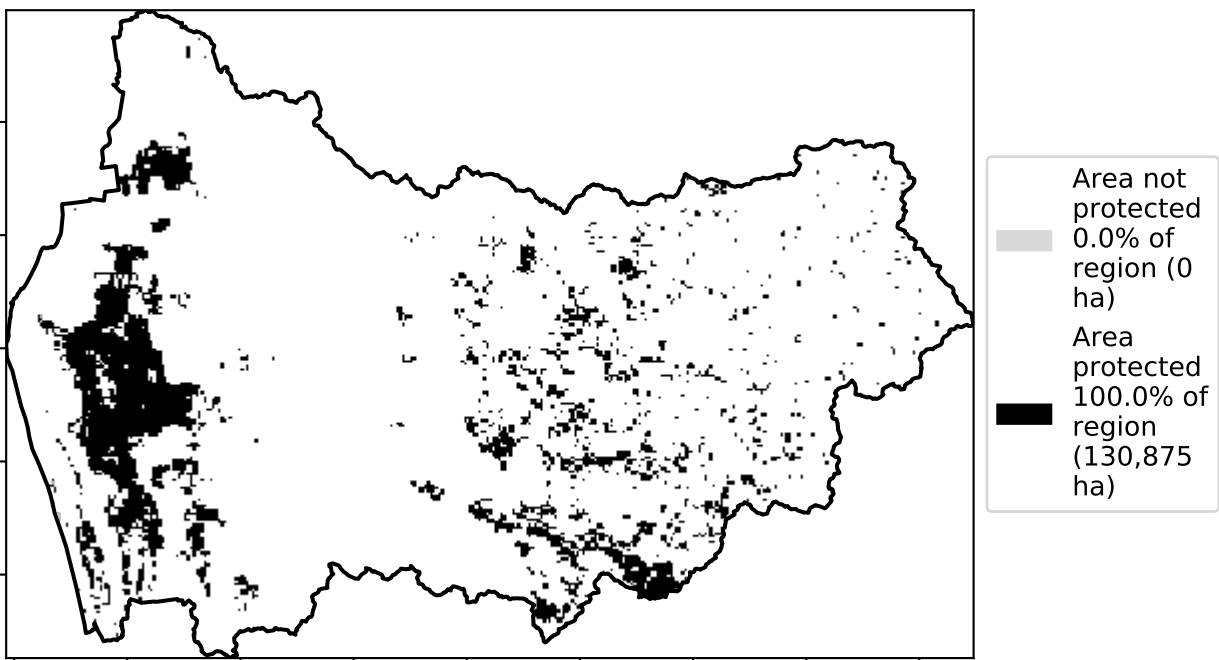 Area not
protected
0.0% of
region (0
ha)
Area
protected
100.0% of
region
(130,875
ha)